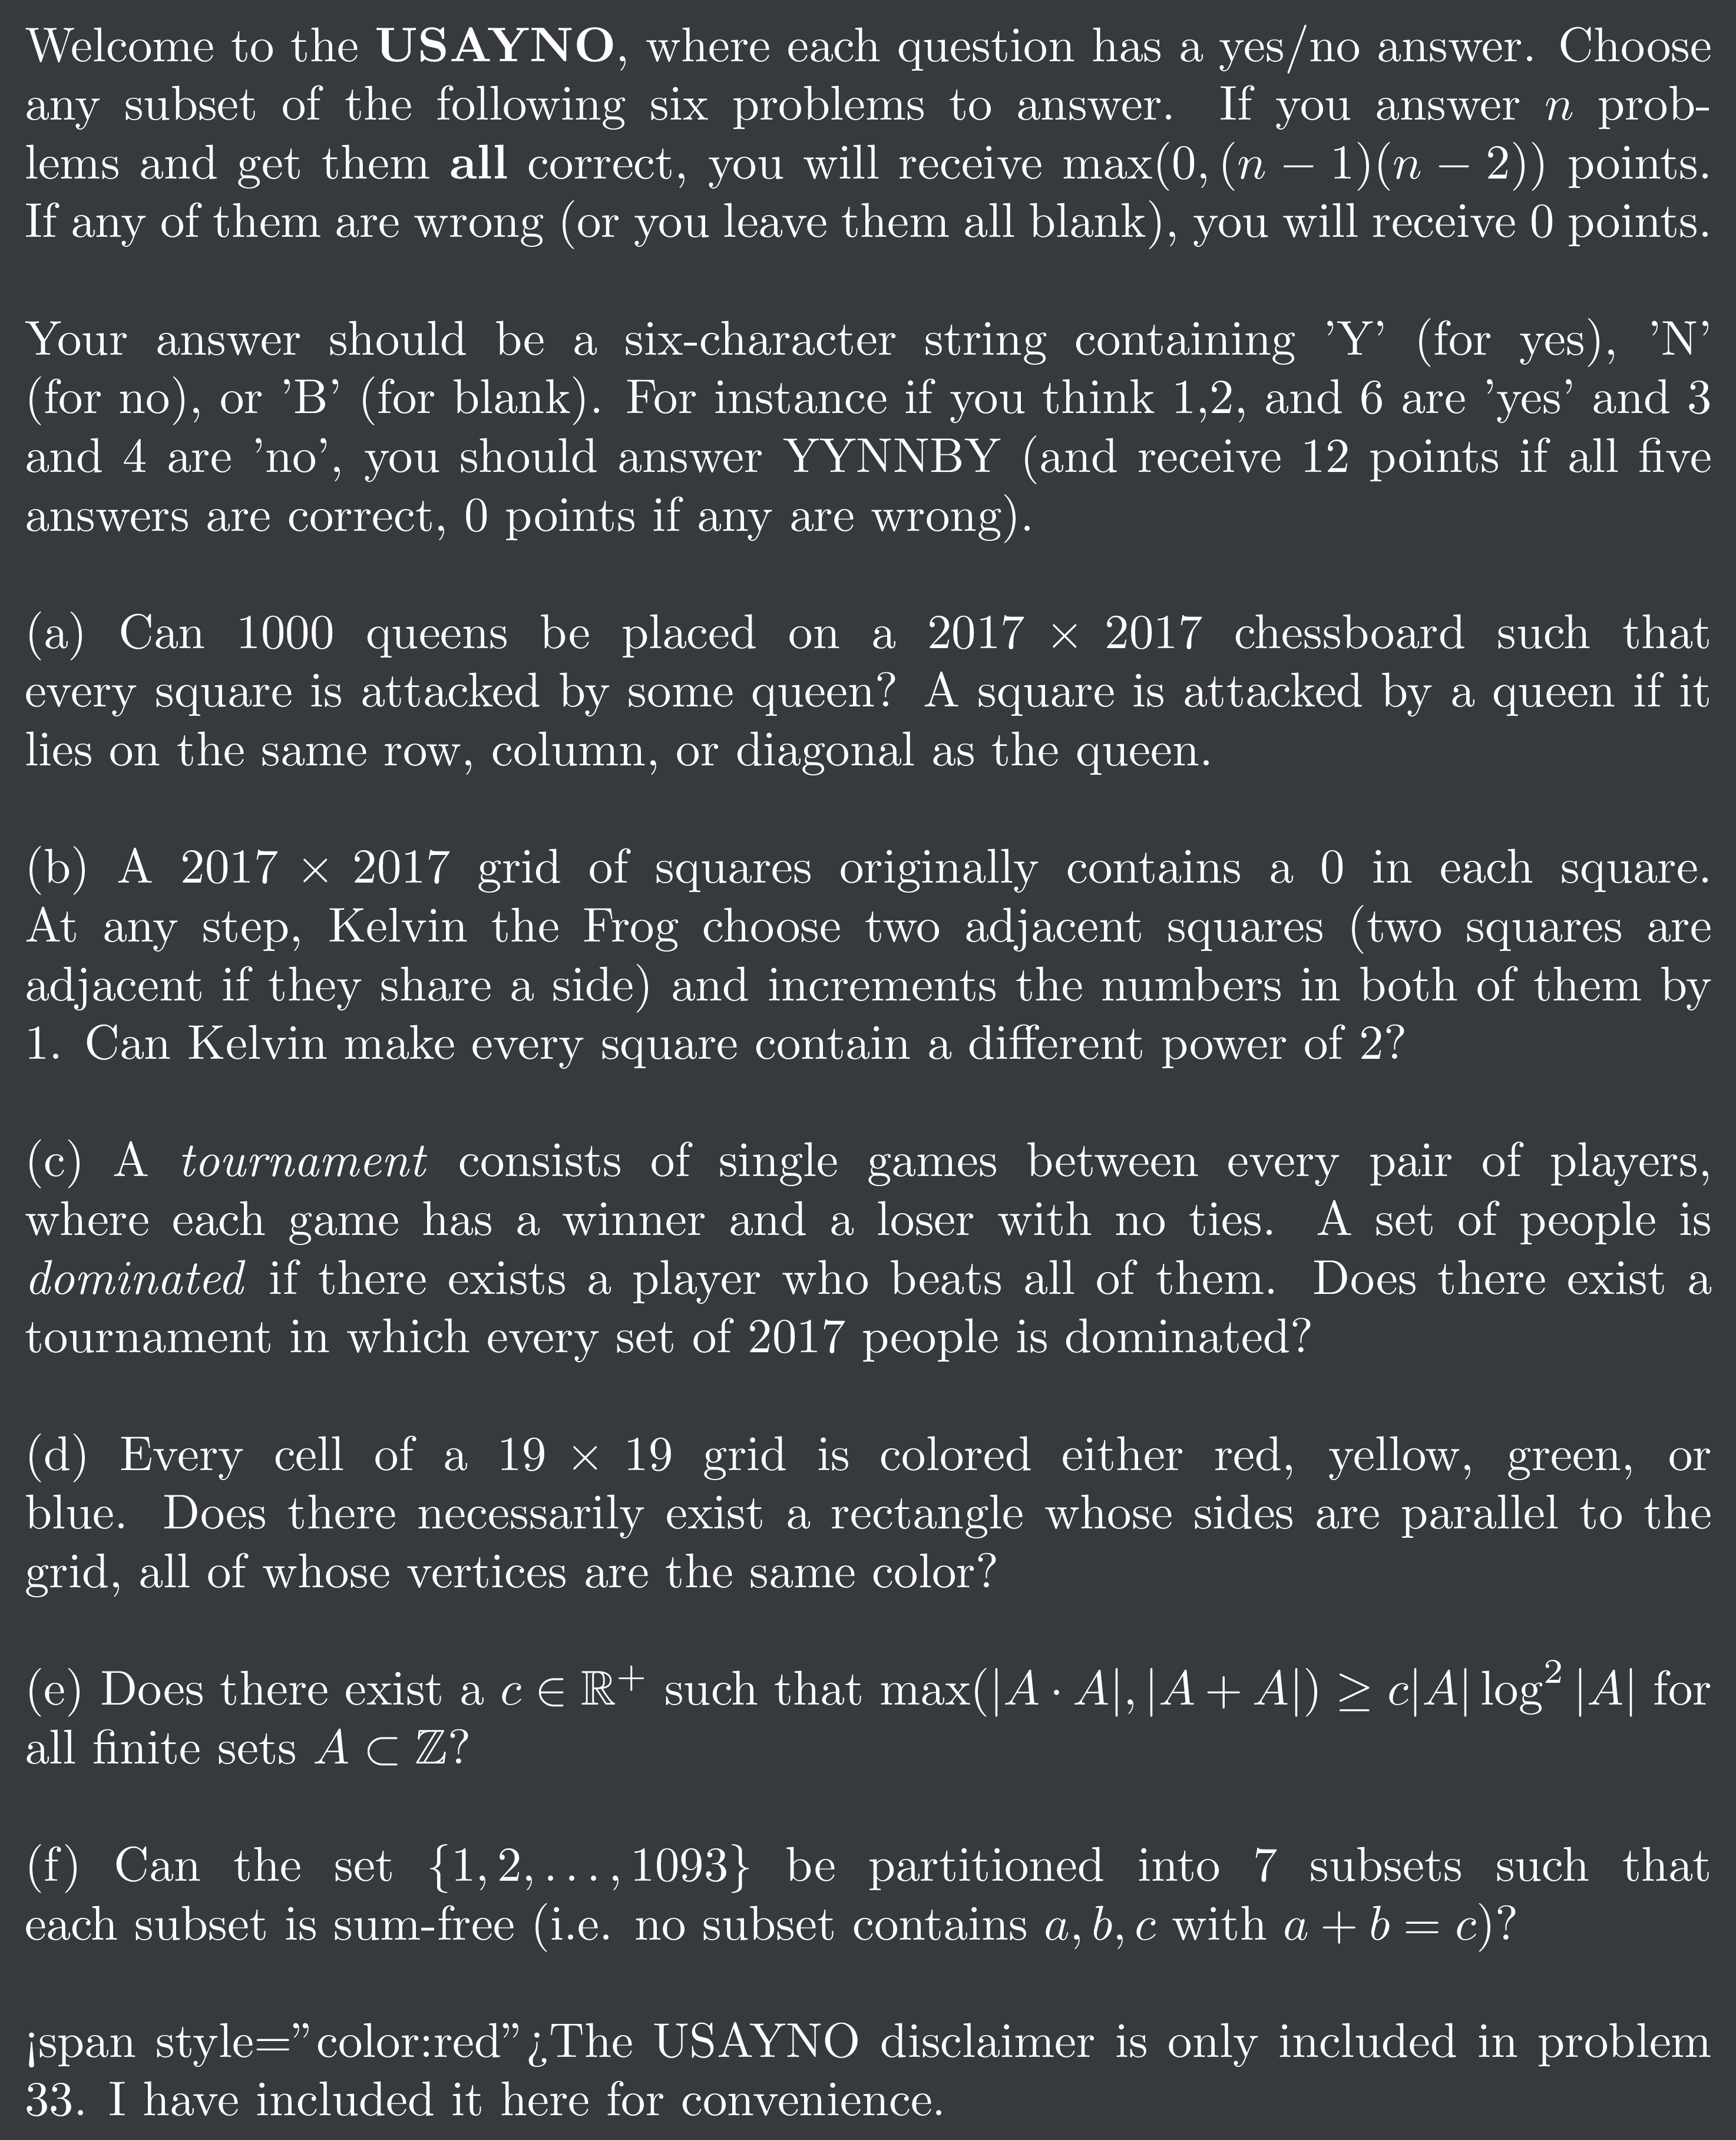 Welcome to the USAYNO, where each question has a yes/no answer. Choose
any subset of the following six problems to answer. If you answer n prob-
lems and get them all correct, you will receive max(0, (n − 1)(n − 2)) points.
If any of them are wrong (or you leave them all blank), you will receive 0 points.
Your answer should be a six-character string containing ’Y’ (for yes), ’N’
(for no), or ’B’ (for blank). For instance if you think 1,2, and 6 are ’yes’ and 3
and 4 are ’no’, you should answer YYNNBY (and receive 12 points if all five
answers are correct, 0 points if any are wrong).
(a) Can 1000 queens be placed on a 2017 × 2017 chessboard such that
every square is attacked by some queen? A square is attacked by a queen if it
lies on the same row, column, or diagonal as the queen.
(b) A 2017 × 2017 grid of squares originally contains a 0 in each square.
At any step, Kelvin the Frog choose two adjacent squares (two squares are
adjacent if they share a side) and increments the numbers in both of them by
1. Can Kelvin make every square contain a different power of 2?
(c) A tournament consists of single games between every pair of players,
where each game has a winner and a loser with no ties. A set of people is
dominated if there exists a player who beats all of them. Does there exist a
tournament in which every set of 2017 people is dominated?
(d) Every cell of a 19 × 19 grid is colored either red, yellow, green, or
blue. Does there necessarily exist a rectangle whose sides are parallel to the
grid, all of whose vertices are the same color?
(e) Does there exist a c ∈ ℝ⁺ such that max(|A · A|, |A + A|) ≥ c|A| log² |A| for
all finite sets A ⊂ ℤ?
(f) Can the set {1, 2, . . . , 1093} be partitioned into 7 subsets such that
each subset is sum-free (i.e. no subset contains a, b, c with a + b = c)?
¡span style=”color:red”¿The USAYNO disclaimer is only included in problem
33. I have included it here for convenience.